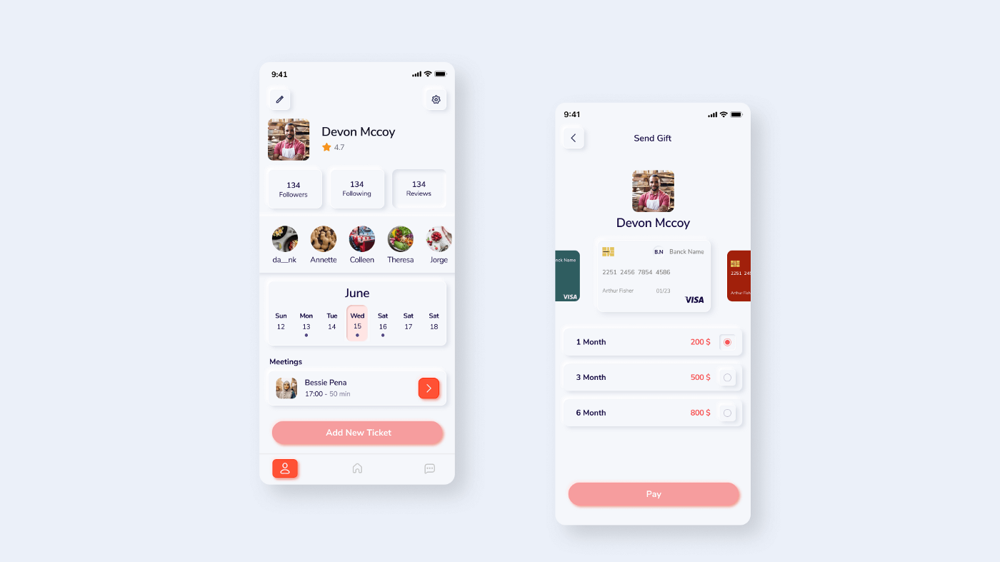 9:41
Devon Mccoy
4.7
134
Followers
134
Following
134
Reviews
da__nk Annette Colleen Theresa Jorge
June
Sun Mon Tue Wed Sat Sat Sat
12 13 14 15 16 17 18
Meetings
Bessie Pena
17:00 - 50 min
Add New Ticket
9:41
Send Gift
Devon Mccoy
nck Name
VISA
B.N Banck Name
2251 2456 7854 4586
Arthur Fisher 01/23
VISA
2251 245
Arthur Fish
1 Month 200 $
3 Month 500 $
6 Month 800 $
Pay